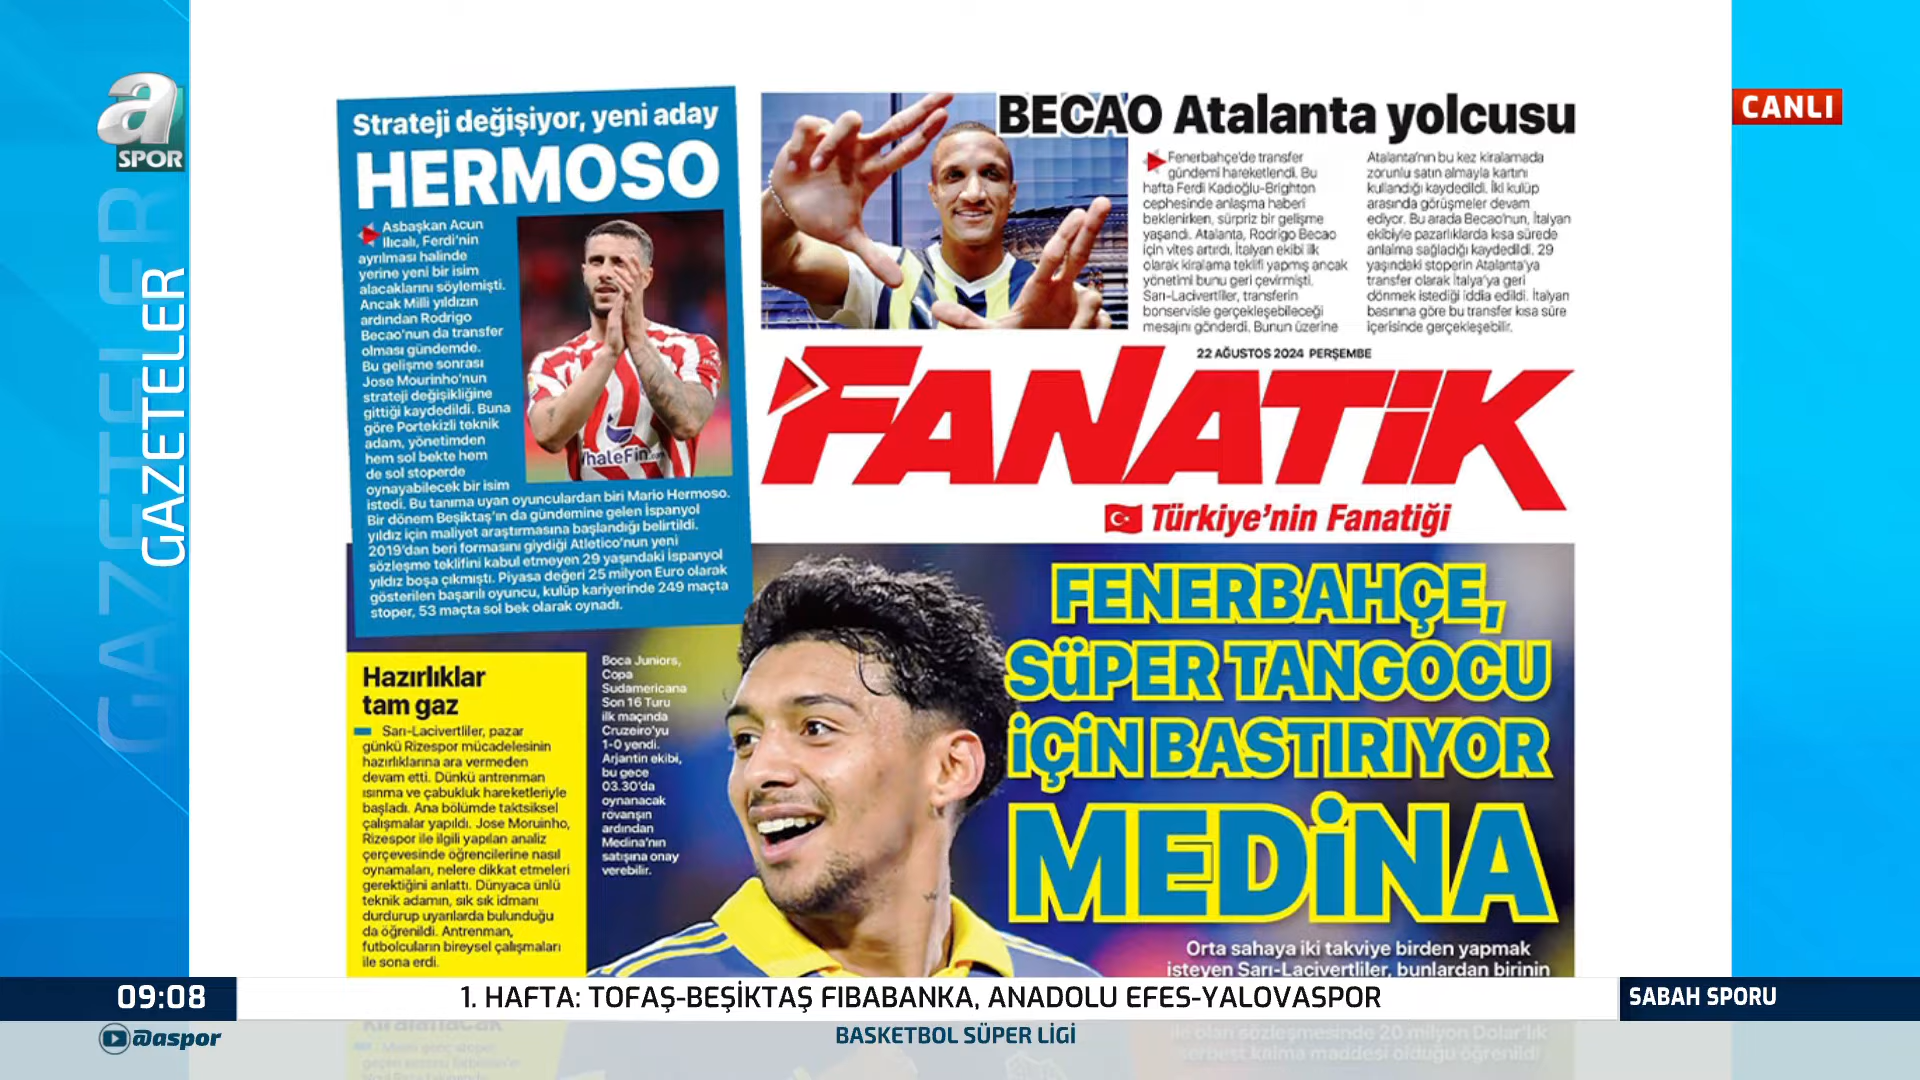 a
SPOR
GAZETELER
GAZETELER
CANLI
Strateji değişiyor, yeni aday
HERMOSO
Asbaşkan Acun
Ilıcalı, Ferdi'nin
ayrılması halinde
yerine yeni bir isim
alacaklarını söylemişti.
Ancak Milli yıldızın
ardından Rodrigo
Becao'nun da transfer
olması gündemde.
Bu gelişme sonrası
Jose Mourinho'nun
strateji değişikliğine
gittiği kaydedildi. Buna
göre Portekizli teknik
adam, yönetimden
hem sol bekte hem
de sol stoperde
oynayabilecek bir isim
istedi. Bu tanıma uyan oyunculardan biri Mario Hermoso.
Bir dönem Beşiktaş'ın da gündemine gelen İspanyol
yıldız için maliyet araştırmasına başlandığı belirtildi.
2019'dan beri formasını giydiği Atletico'nun yeni
sözleşme teklifini kabul etmeyen 29 yaşındaki İspanyol
yıldız boşa çıkmıştı. Piyasa değeri 25 milyon Euro olarak
gösterilen başarılı oyuncu, kulüp kariyerinde 249 maçta
stoper, 53 maçta sol bek olarak oynadı.
WhaleFin.com
BECAO Atalanta yolcusu
Fenerbahçe'de transfer
gündemi hareketlendi. Bu
hafta Ferdi Kadıoğlu-Brighton
cephesinde anlaşma haberi
beklenirken, sürpriz bir gelişme
yaşandı. Atalanta, Rodrigo Becao
için vites artırdı. İtalyan ekibi ilk
olarak kiralama teklifi yapmış ancak
yönetimi bunu geri çevirmişti.
Sarı-Lacivertliler, transferin
bonservisle gerçekleşebileceği
mesajını gönderdi. Bunun üzerine
Atalanta'nın bu kez kiralamada
zorunlu satın almayla kartını
kullandığı kaydedildi. İki kulüp
arasında görüşmeler devam
ediyor. Bu arada Becao'nun, İtalyan
ekibiyle pazarlıklarda kısa sürede
anlalma sağladığı kaydedildi. 29
yaşındaki stoperin Atalanta'ya
transfer olarak İtalya'ya geri
dönmek istediği iddia edildi. İtalyan
basınına göre bu transfer kısa süre
içerisinde gerçekleşebilir.
22 AĞUSTOS 2024 PERŞEMBE
FANATİK
Türkiye'nin Fanatiği
FENERBAHÇE,
SÜPER TANGOCU
İÇİN BASTIRIYOR
MEDİNA
Orta sahaya iki takviye birden yapmak
isteyen Sarı-Lacivertliler, bunlardan birinin
Hazırlıklar
tam gaz
Sarı-Lacivertliler, pazar
günkü Rizespor mücadelesinin
hazırlıklarına ara vermeden
devam etti. Dünkü antrenman
ısınma ve çabukluk hareketleriyle
başladı. Ana bölümde taktsiksel
çalışmalar yapıldı. Jose Moruinho,
Rizespor ile ilgili yapılan analiz
çerçevesinde öğrencilerine nasıl
oynamaları, nelere dikkat etmeleri
gerektiğini anlattı. Dünyaca ünlü
teknik adamın, sık sık idmanı
durdurup uyarılarda bulunduğu
da öğrenildi. Antrenman,
futbolcuların bireysel çalışmaları
ile sona erdi.
Boca Juniors,
Copa
Sudamericana
Son 16 Turu
ilk maçında
Cruzeiro'yu
1-0 yendi.
Arjantin ekibi,
bu gece
03.30'da
oynanacak
rövanşın
ardından
Medina'nın
satışına onay
verebilir.
09:08
1. HAFTA: TOFAŞ-BEŞİKTAŞ FIBABANKA, ANADOLU EFES-YALOVASPOR
SABAH SPORU
@aspor
BASKETBOL SÜPER LİGİ
kiralanacak
ile olan sözleşmesinde 20 milyon Dolar'lık
serbest kalma maddesi olduğu öğrenildi